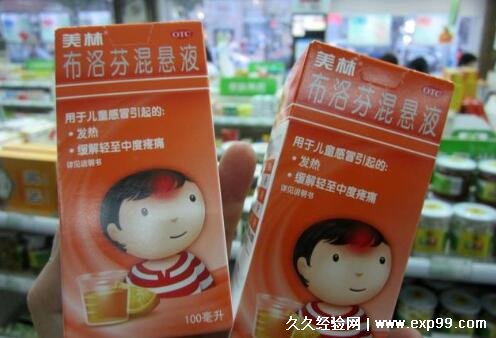 美林
OTC
布洛芬混悬液
用于儿童感冒引起的:
·发热
·缓解轻至中度疼痛
详见说明书
100毫升
美林
OTC
布洛芬混悬液
用于儿童感冒引起的:
·发热
·缓解轻至中度疼痛
详见说明书
久久经验网 / www.exp99.com